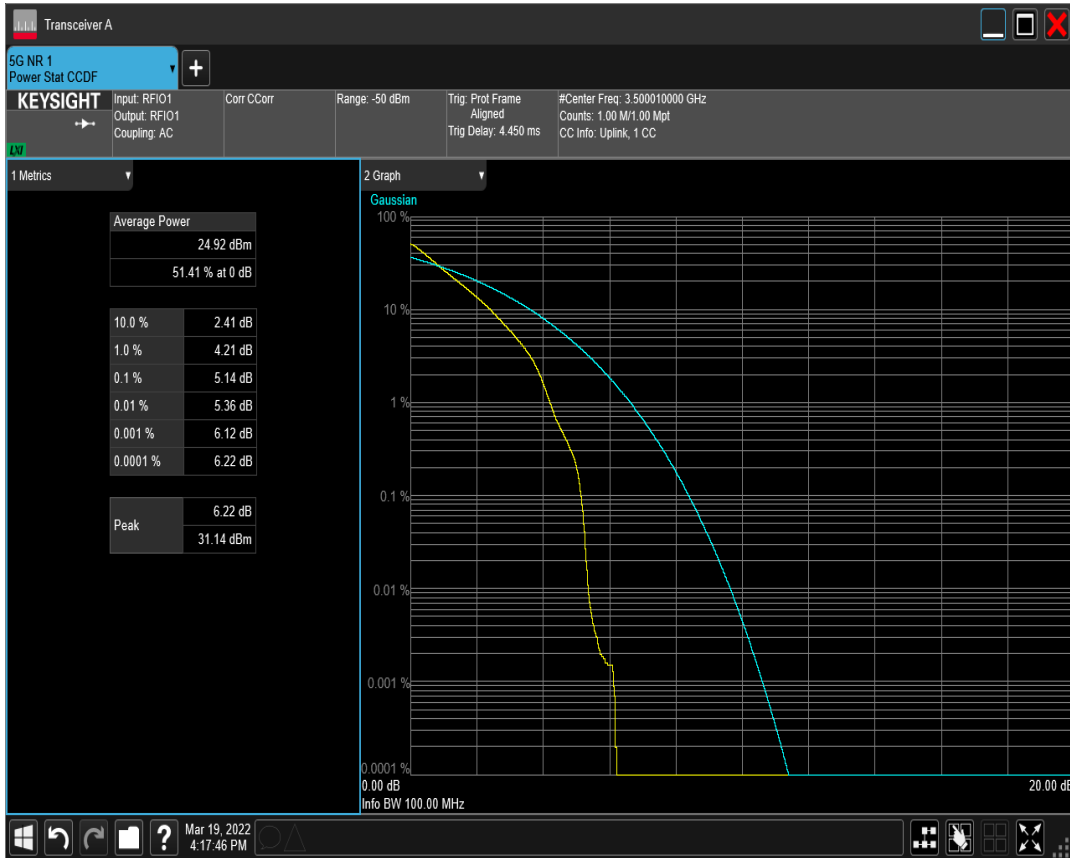 Transceiver A
5G NR 1
Power Stat CCDF
KEYSIGHT
LXI
Input: RFIO1
Output: RFIO1
Coupling: AC
Corr CCorr
Range: -50 dBm
Trig: Prot Frame
Aligned
Trig Delay: 4.450 ms
#Center Freq: 3.500010000 GHz
Counts: 1.00 M/1.00 Mpt
CC Info: Uplink, 1 CC
1 Metrics
Average Power
24.92 dBm
51.41 % at 0 dB
10.0 % 2.41 dB
1.0 % 4.21 dB
0.1 % 5.14 dB
0.01 % 5.36 dB
0.001 % 6.12 dB
0.0001 % 6.22 dB
Peak
6.22 dB
31.14 dBm
2 Graph
Gaussian
100 %
10 %
1 %
0.1 %
0.01 %
0.001 %
0.0001 %
0.00 dB 20.00 dB
Info BW 100.00 MHz
?
Mar 19, 2022
4:17:46 PM